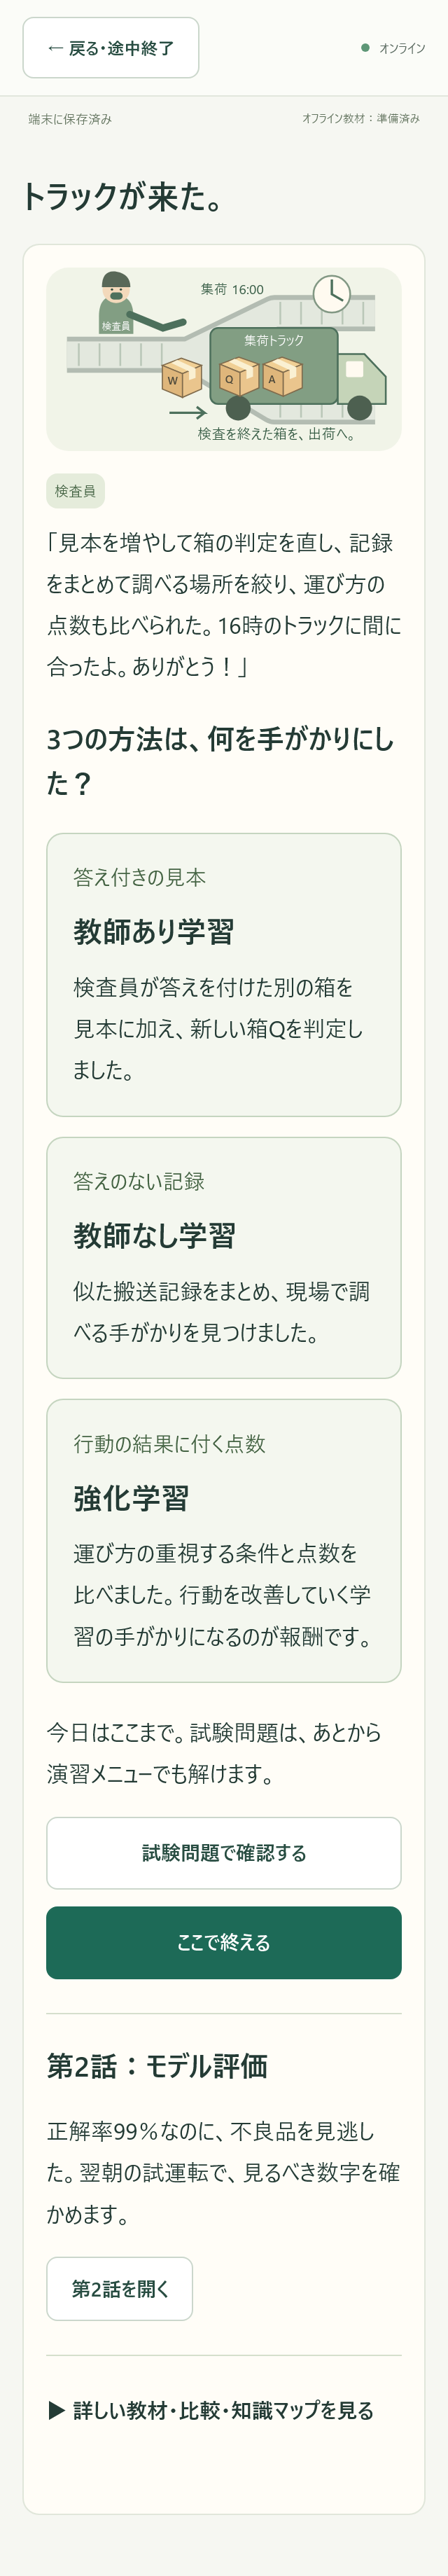 ← 戻る・途中終了
オンライン
端末に保存済み
オフライン教材：準備済み
トラックが来た。
集荷 16:00
検査員
集荷トラック
W
Q
A
検査を終えた箱を、出荷へ。
検査員
「見本を増やして箱の判定を直し、記録
をまとめて調べる場所を絞り、運び方の
点数も比べられた。16時のトラックに間に
合ったよ。ありがとう！」
3つの方法は、何を手がかりにし
た？
答え付きの見本
教師あり学習
検査員が答えを付けた別の箱を
見本に加え、新しい箱Qを判定し
ました。
答えのない記録
教師なし学習
似た搬送記録をまとめ、現場で調
べる手がかりを見つけました。
行動の結果に付く点数
強化学習
運び方の重視する条件と点数を
比べました。行動を改善していく学
習の手がかりになるのが報酬です。
今日はここまで。試験問題は、あとから
演習メニューでも解けます。
試験問題で確認する
ここで終える
第2話：モデル評価
正解率99％なのに、不良品を見逃し
た。翌朝の試運転で、見るべき数字を確
かめます。
第2話を開く
▶ 詳しい教材・比較・知識マップを見る